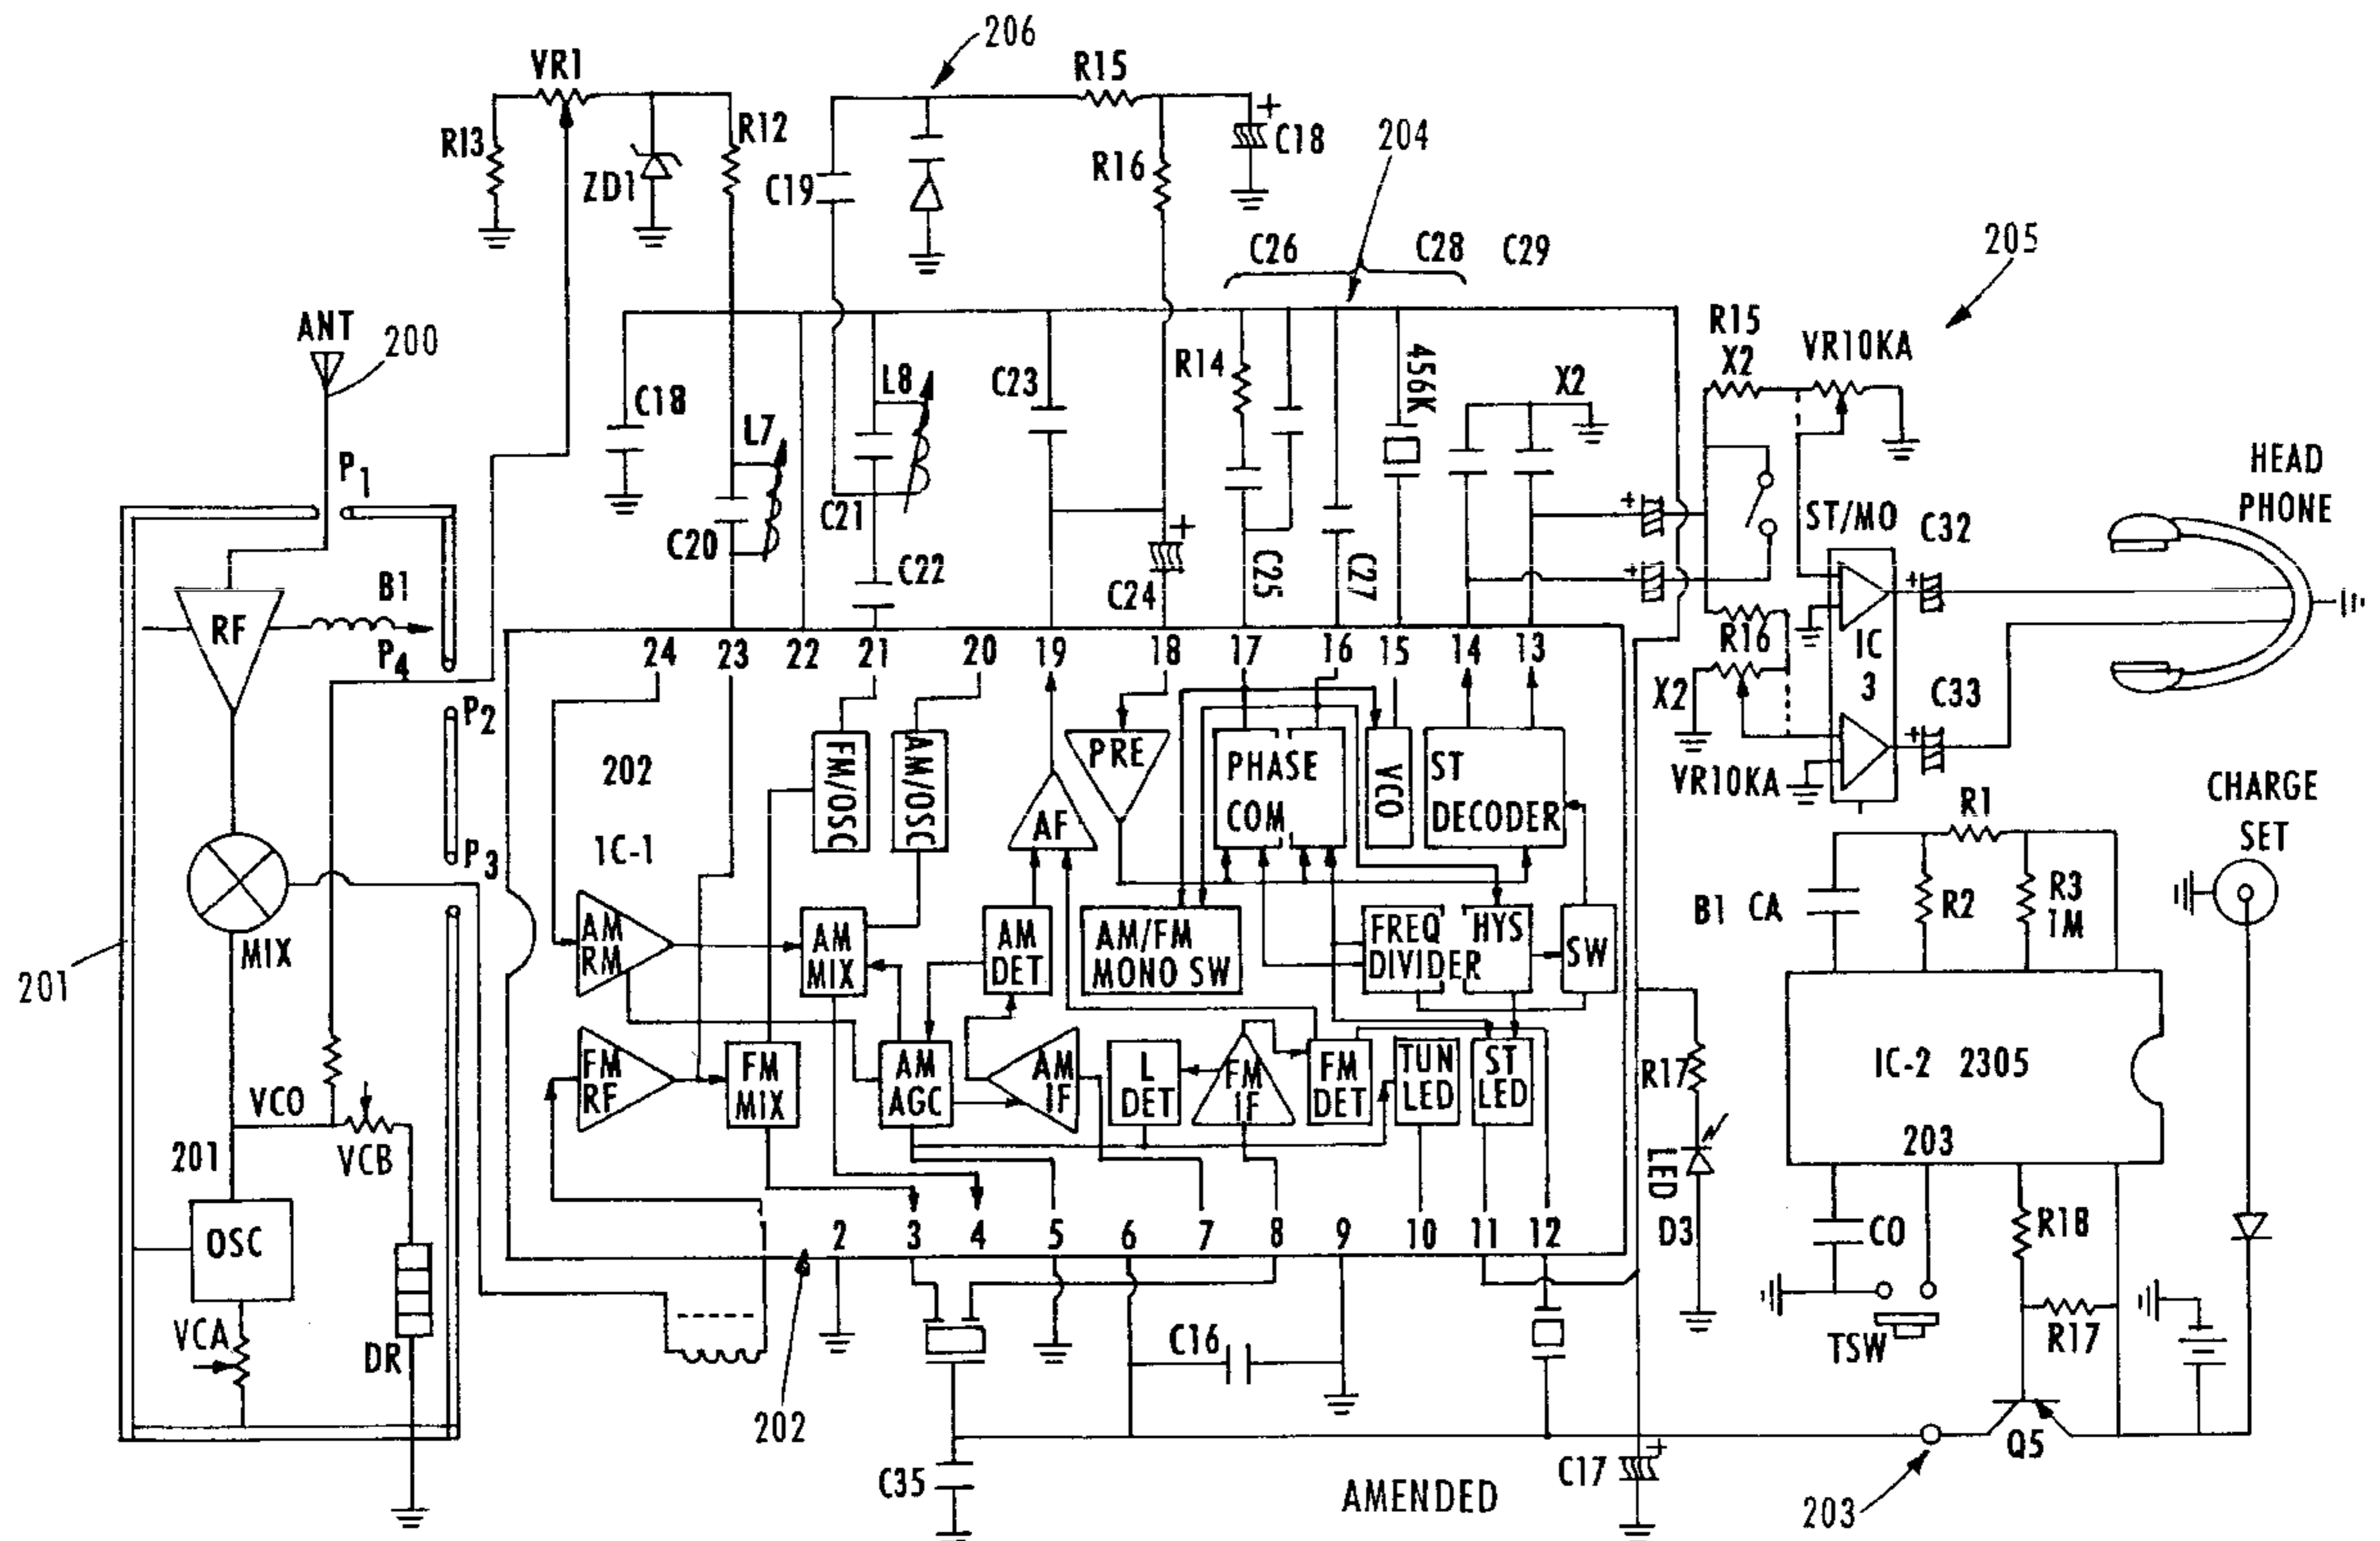 206
VR1
R15
R13
ZD1
R12
C19
R16
C18
204
C26
C28
C29
205
ANT
200
R15
X2
VR10KA
C18
L7
C20
L8
C21
C22
C23
C24
R14
C25
C27
456K
X2
ST/MO
C32
HEAD
PHONE
P1
B1
P4
RF
P2
P3
MIX
201
VCO
VCB
201
OSC
VCA
DR
24 23 22 21 20 19 18 17 16 15 14 13
202
1C-1
FM/OSC
AM/OSC
AF
PRE
PHASE
COM
VCO
ST
DECODER
R16
X2
VR10KA
IC
3
C33
AM
RM
AM
MIX
AM
DET
AM/FM
MONO SW
FREQ
DIVIDER
HYS
SW
FM
RF
FM
MIX
AM
AGC
AM
IF
L
DET
FM
IF
FM
DET
TUN
LED
ST
LED
1 2 3 4 5 6 7 8 9 10 11 12
R17
LED
D3
R1
B1 CA
R2
R3
1M
CHARGE
SET
IC-2 2305
203
CO
R18
TSW
R17
Q5
C16
202
C35
C17
AMENDED
203